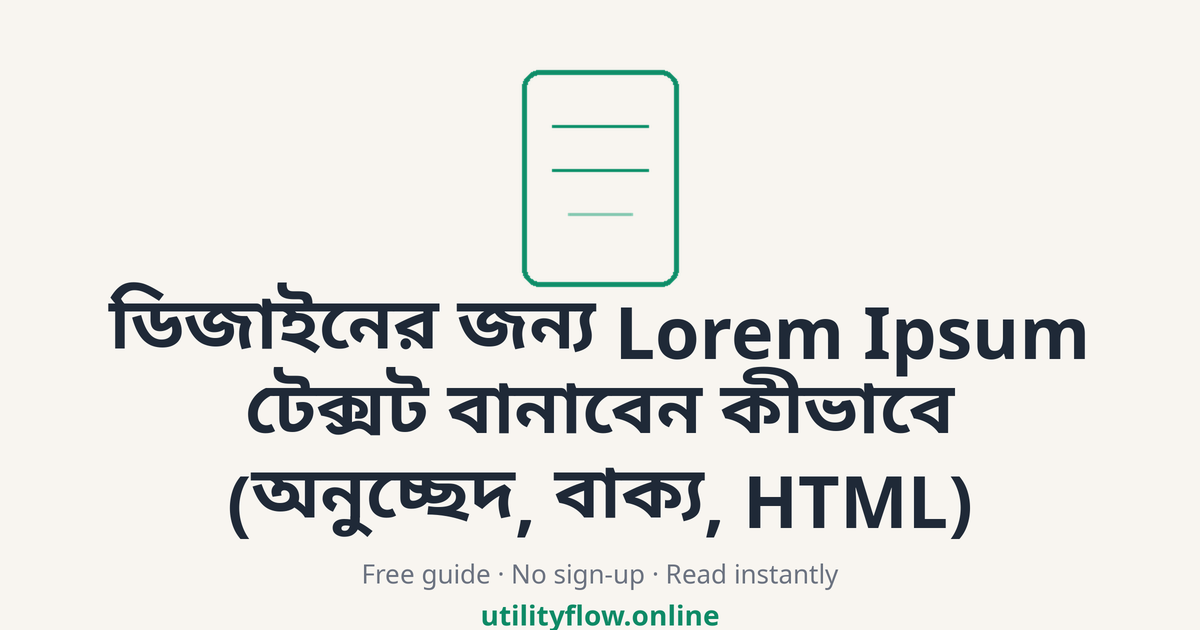 ডিজাইনের জন্য Lorem Ipsum
টেক্সট বানাবেন কীভাবে
(অনুচ্ছেদ, বাক্য, HTML)
Free guide · No sign-up · Read instantly
utilityflow.online